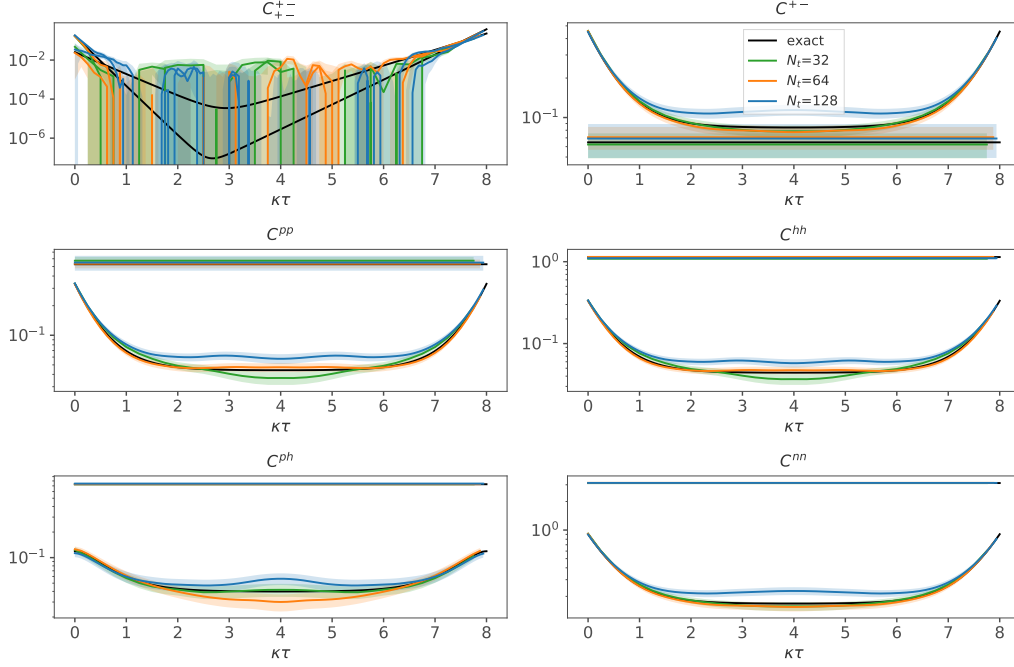 C^{+-}_{+-}
10^{-2}
10^{-4}
10^{-6}
0 1 2 3 4 5 6 7 8
κτ
C^{+-}
exact
N_t=32
N_t=64
N_t=128
10^{-1}
0 1 2 3 4 5 6 7 8
κτ
C^{pp}
10^{-1}
0 1 2 3 4 5 6 7 8
κτ
C^{hh}
10^0
10^{-1}
0 1 2 3 4 5 6 7 8
κτ
C^{ph}
10^{-1}
0 1 2 3 4 5 6 7 8
κτ
C^{nn}
10^0
0 1 2 3 4 5 6 7 8
κτ